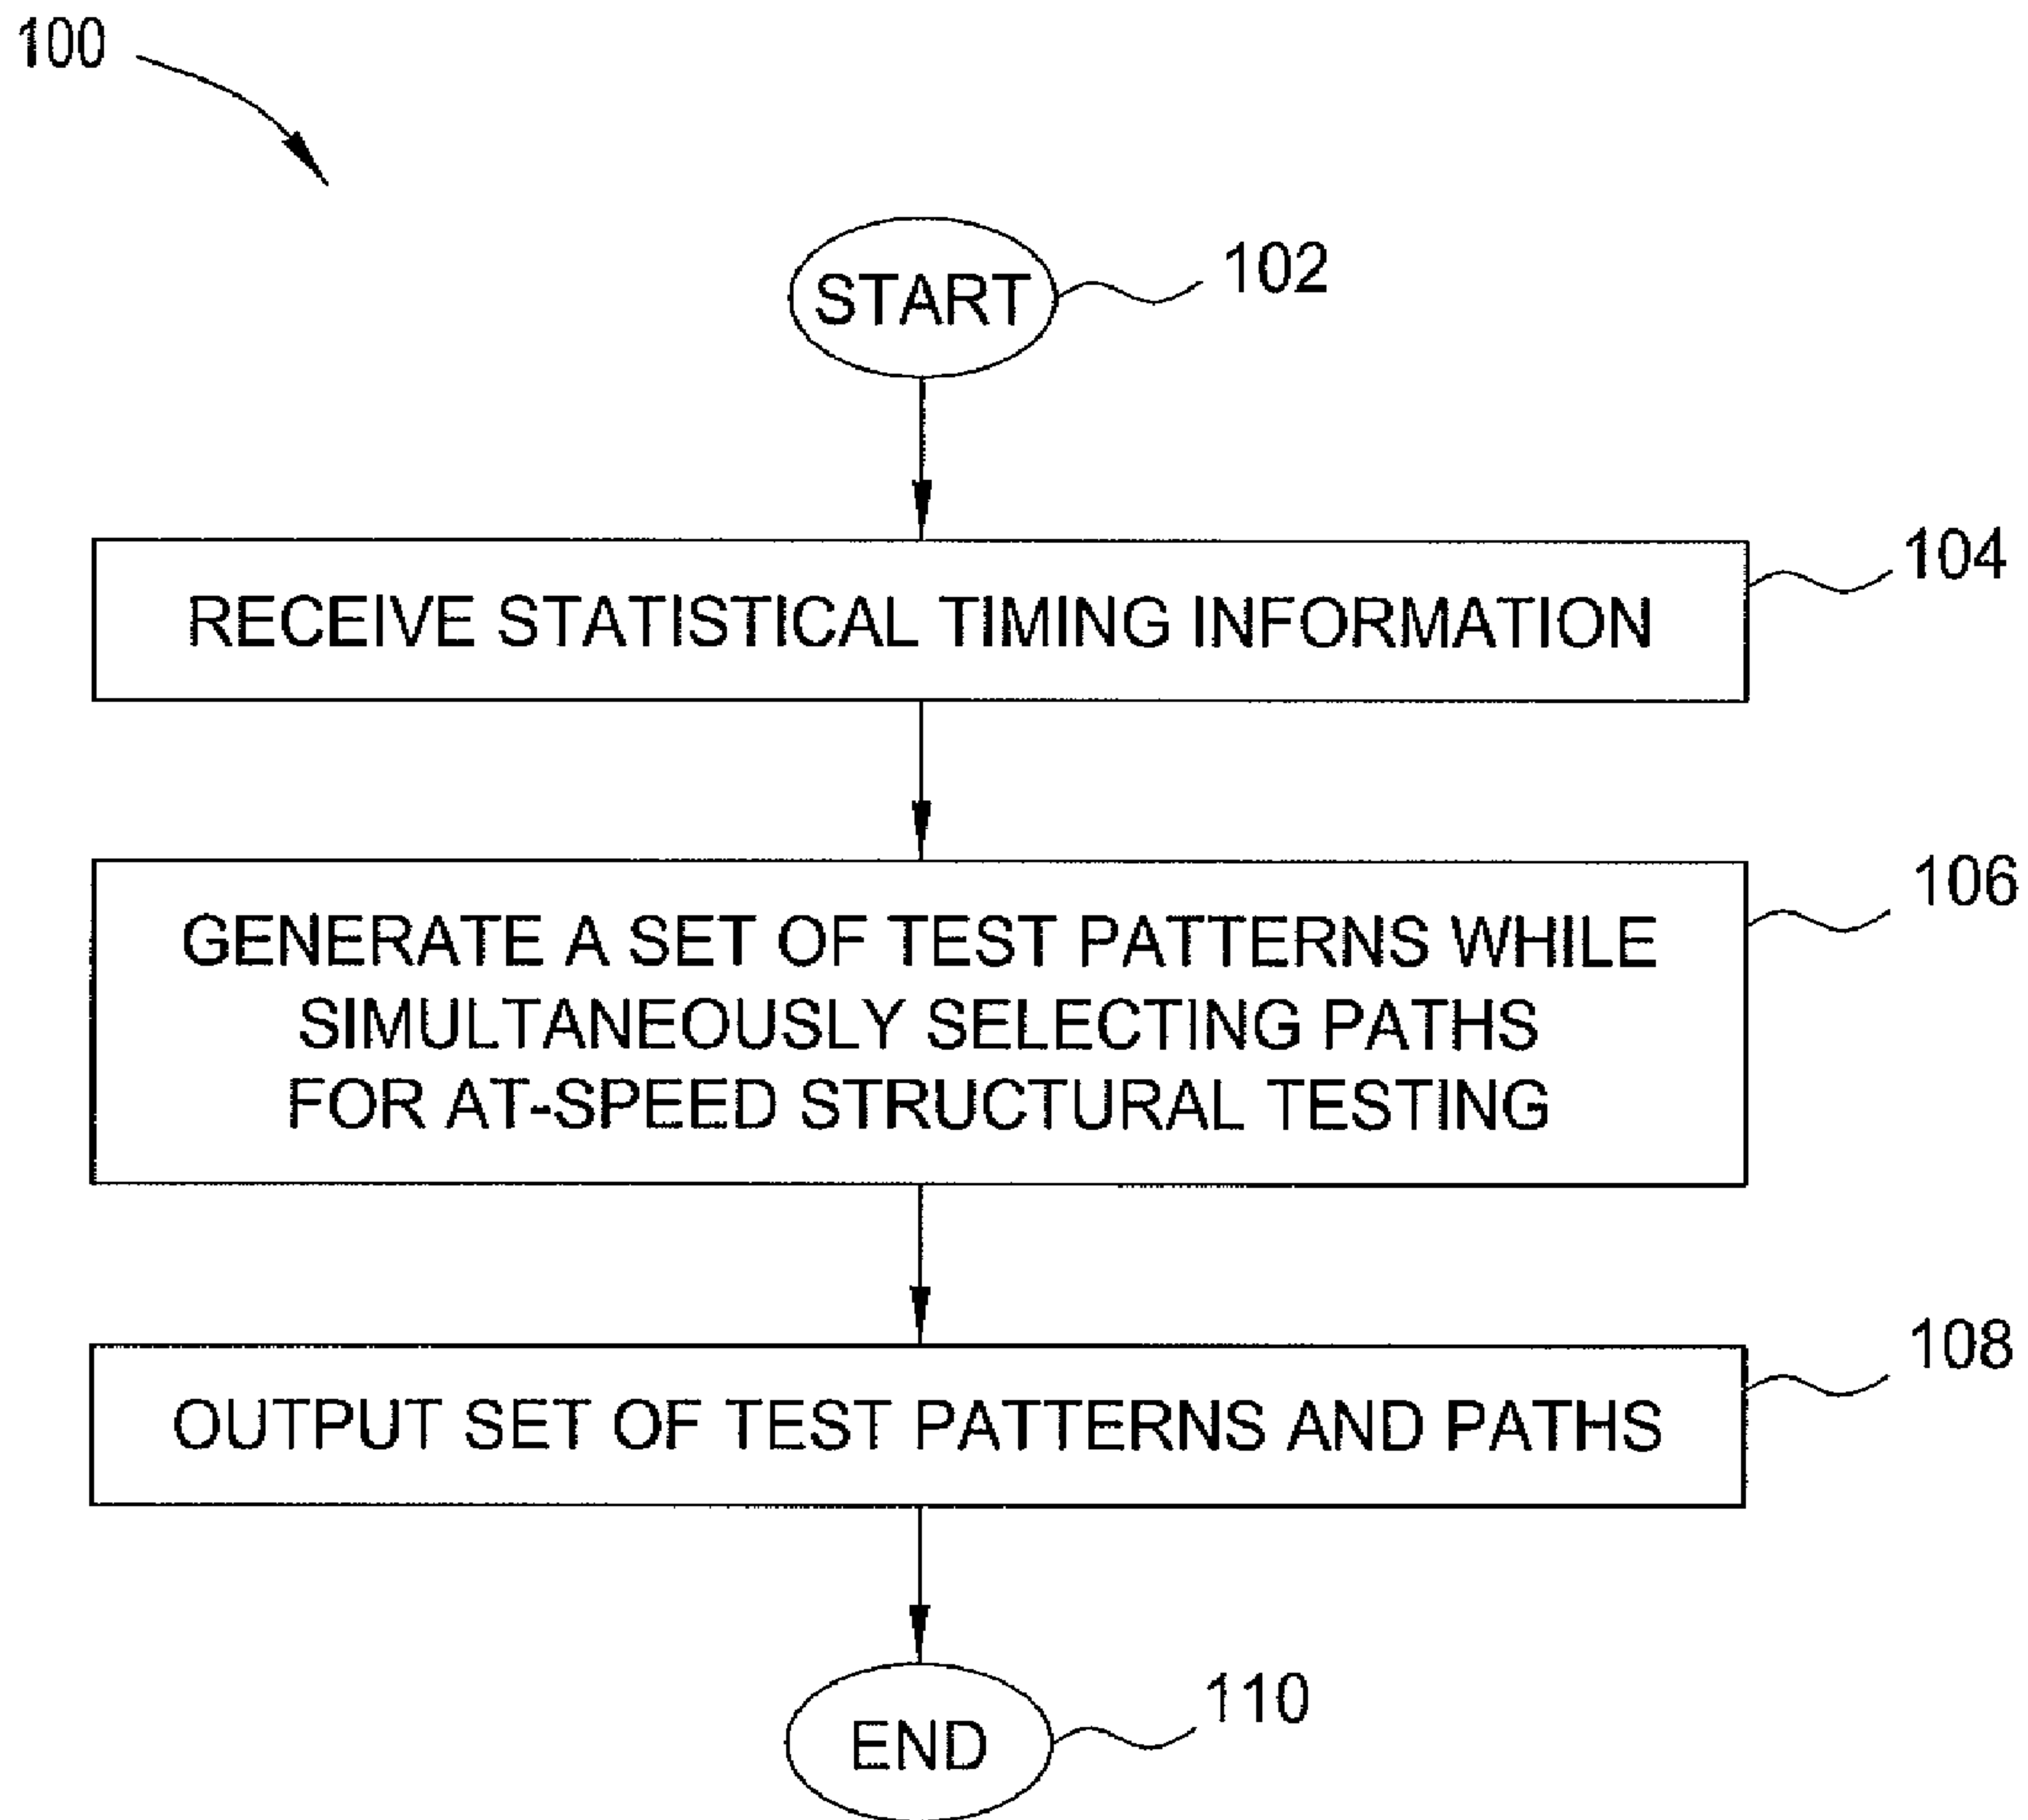 100
START
102
RECEIVE STATISTICAL TIMING INFORMATION
104
GENERATE A SET OF TEST PATTERNS WHILE
SIMULTANEOUSLY SELECTING PATHS
FOR AT-SPEED STRUCTURAL TESTING
106
OUTPUT SET OF TEST PATTERNS AND PATHS
108
END
110